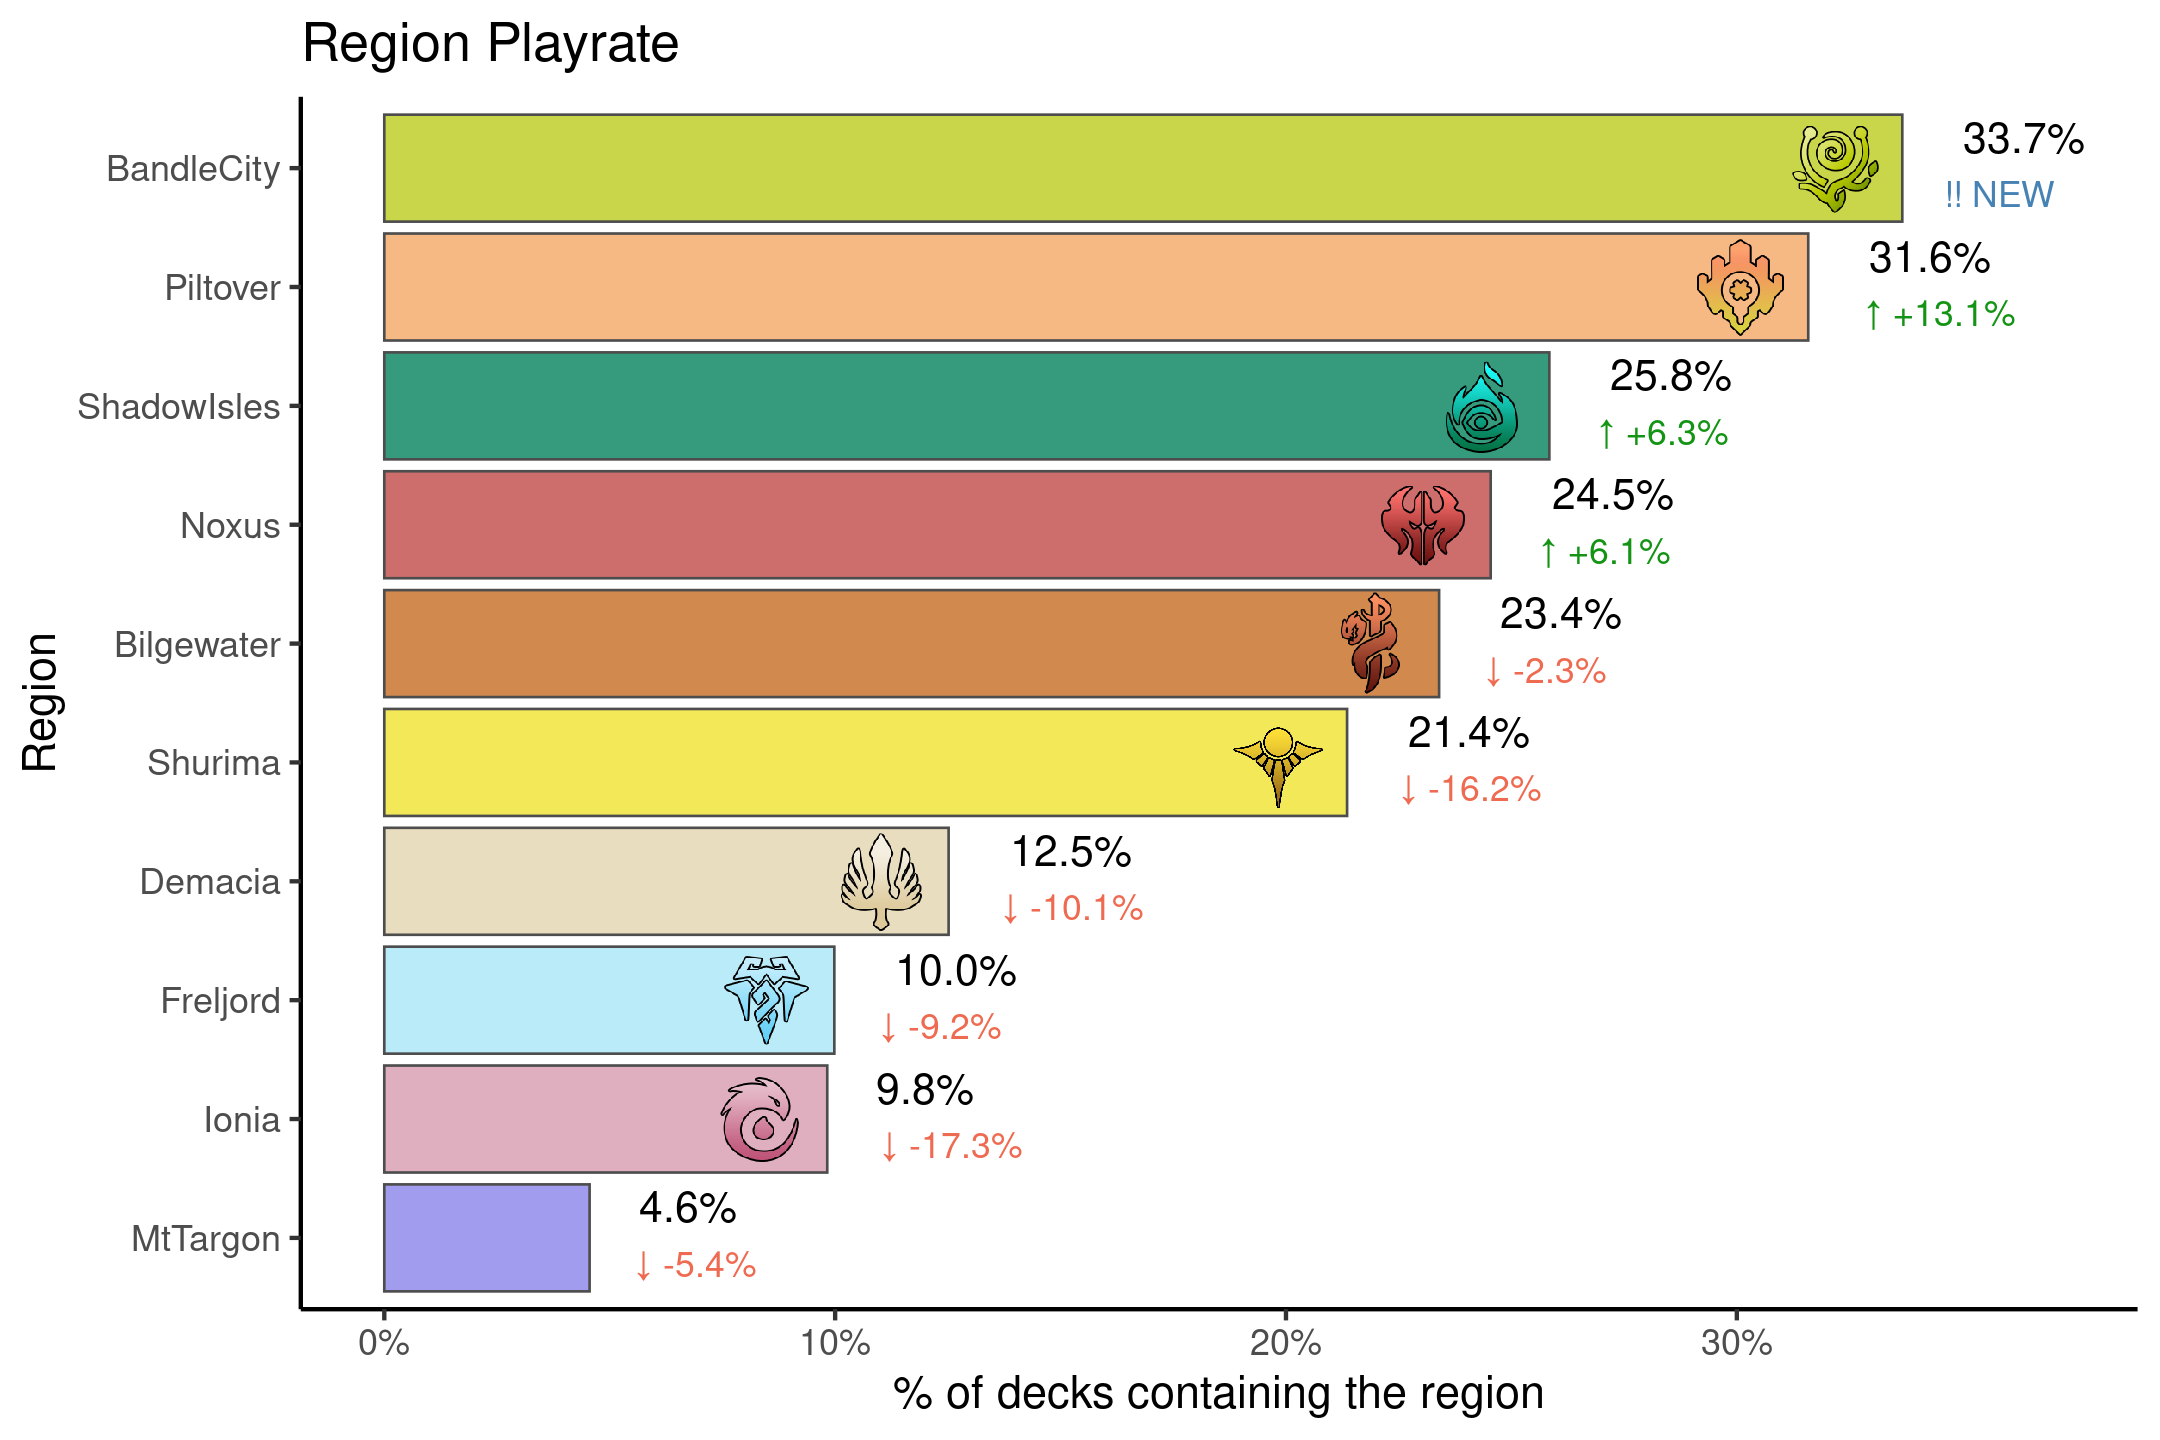 Region Playrate
BandleCity
33.7%
!! NEW
Piltover
31.6%
↑ +13.1%
ShadowIsles
25.8%
↑ +6.3%
Noxus
24.5%
↑ +6.1%
Bilgewater
23.4%
↓ -2.3%
Shurima
21.4%
↓ -16.2%
Demacia
12.5%
↓ -10.1%
Freljord
10.0%
↓ -9.2%
Ionia
9.8%
↓ -17.3%
MtTargon
4.6%
↓ -5.4%
Region
0% 10% 20% 30%
% of decks containing the region